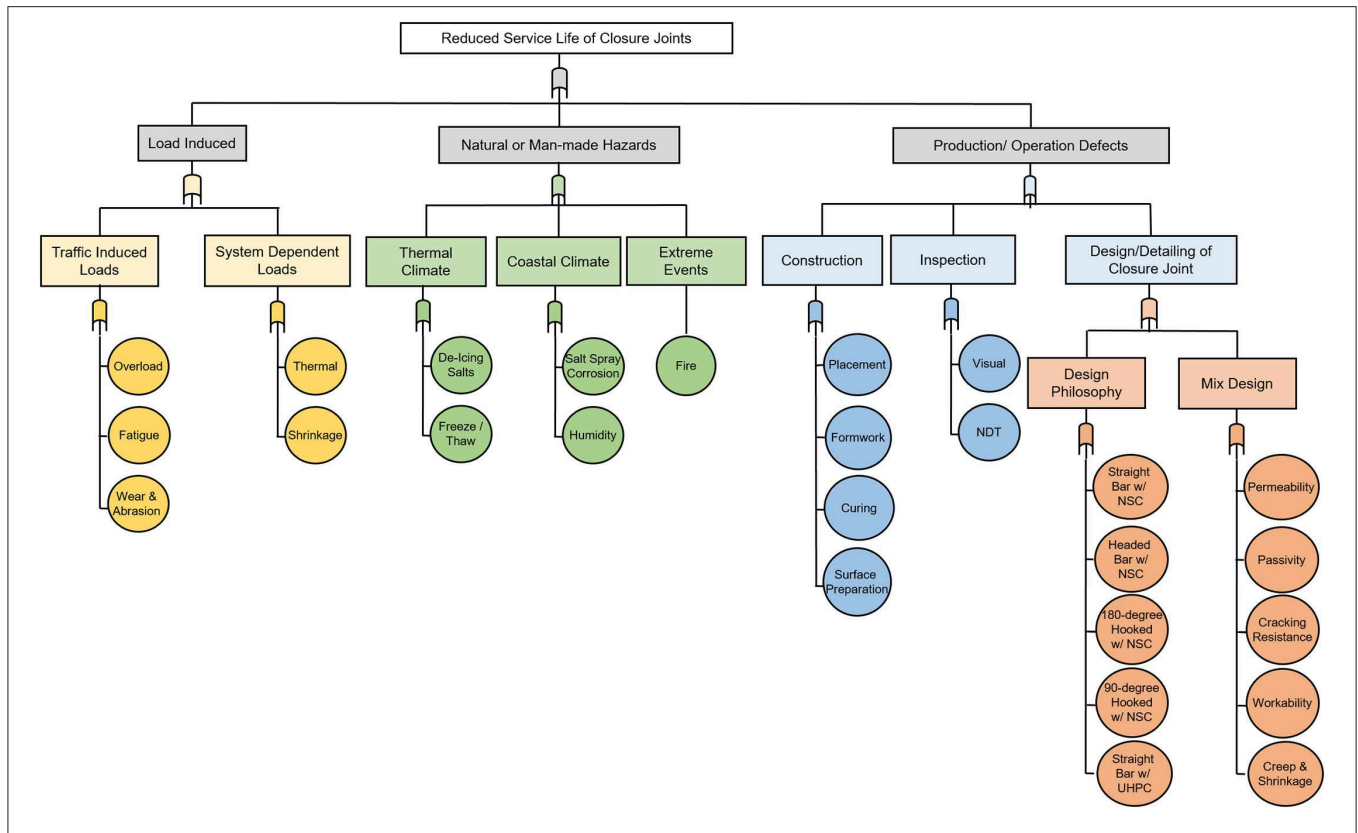 Reduced Service Life of Closure Joints
Load Induced
Natural or Man-made Hazards
Production/ Operation Defects
Traffic Induced
Loads
System Dependent
Loads
Thermal
Climate
Coastal Climate
Extreme
Events
Construction
Inspection
Design/Detailing of
Closure Joint
Overload
Fatigue
Wear &
Abrasion
Thermal
Shrinkage
De-Icing
Salts
Freeze /
Thaw
Salt Spray
Corrosion
Humidity
Fire
Placement
Formwork
Curing
Surface
Preparation
Visual
NDT
Design
Philosophy
Mix Design
Straight
Bar w/
NSC
Headed
Bar w/
NSC
180-degree
Hooked
w/ NSC
90-degree
Hooked
w/ NSC
Straight
Bar w/
UHPC
Permeability
Passivity
Cracking
Resistance
Workability
Creep &
Shrinkage